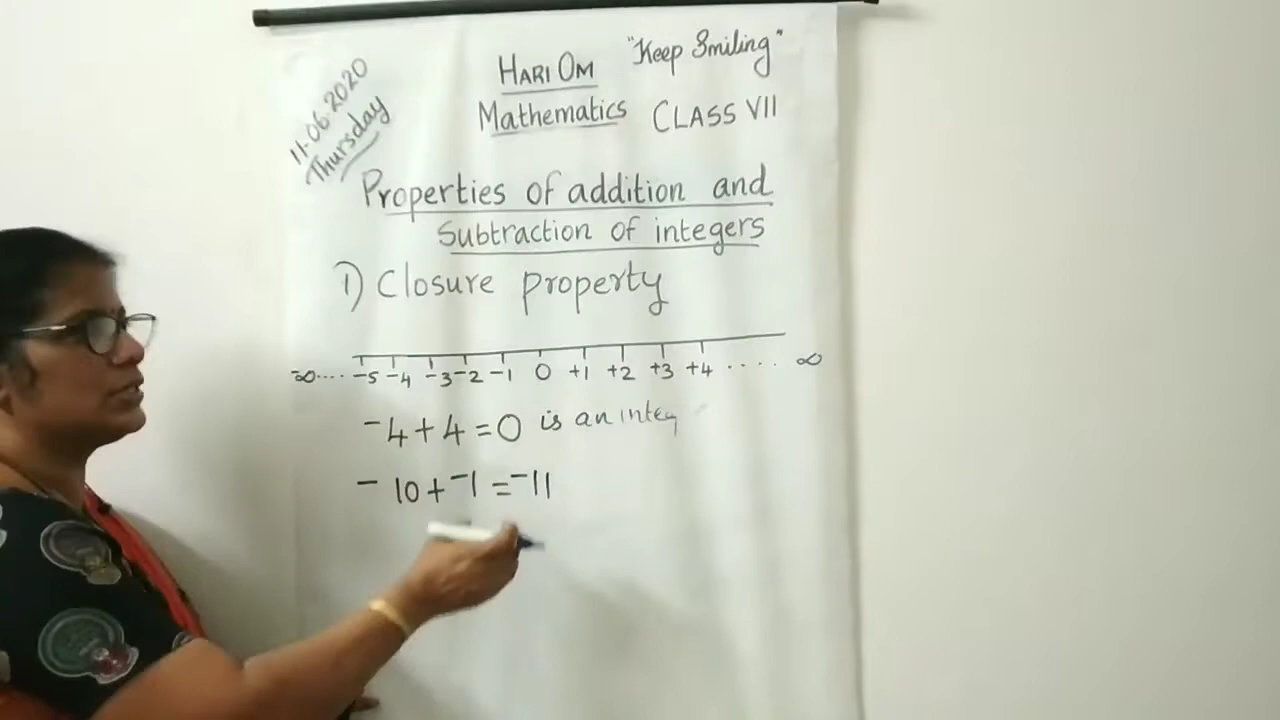 11-06-2020
Thursday
HARI OM "Keep Smiling"
Mathematics CLASS VII
Properties of addition and
Subtraction of integers
1) Closure property
-∞.... -5 -4 -3 -2 -1 0 +1 +2 +3 +4 .... ∞
-4 + 4 = 0 is an integ
- 10 + -1 = -11